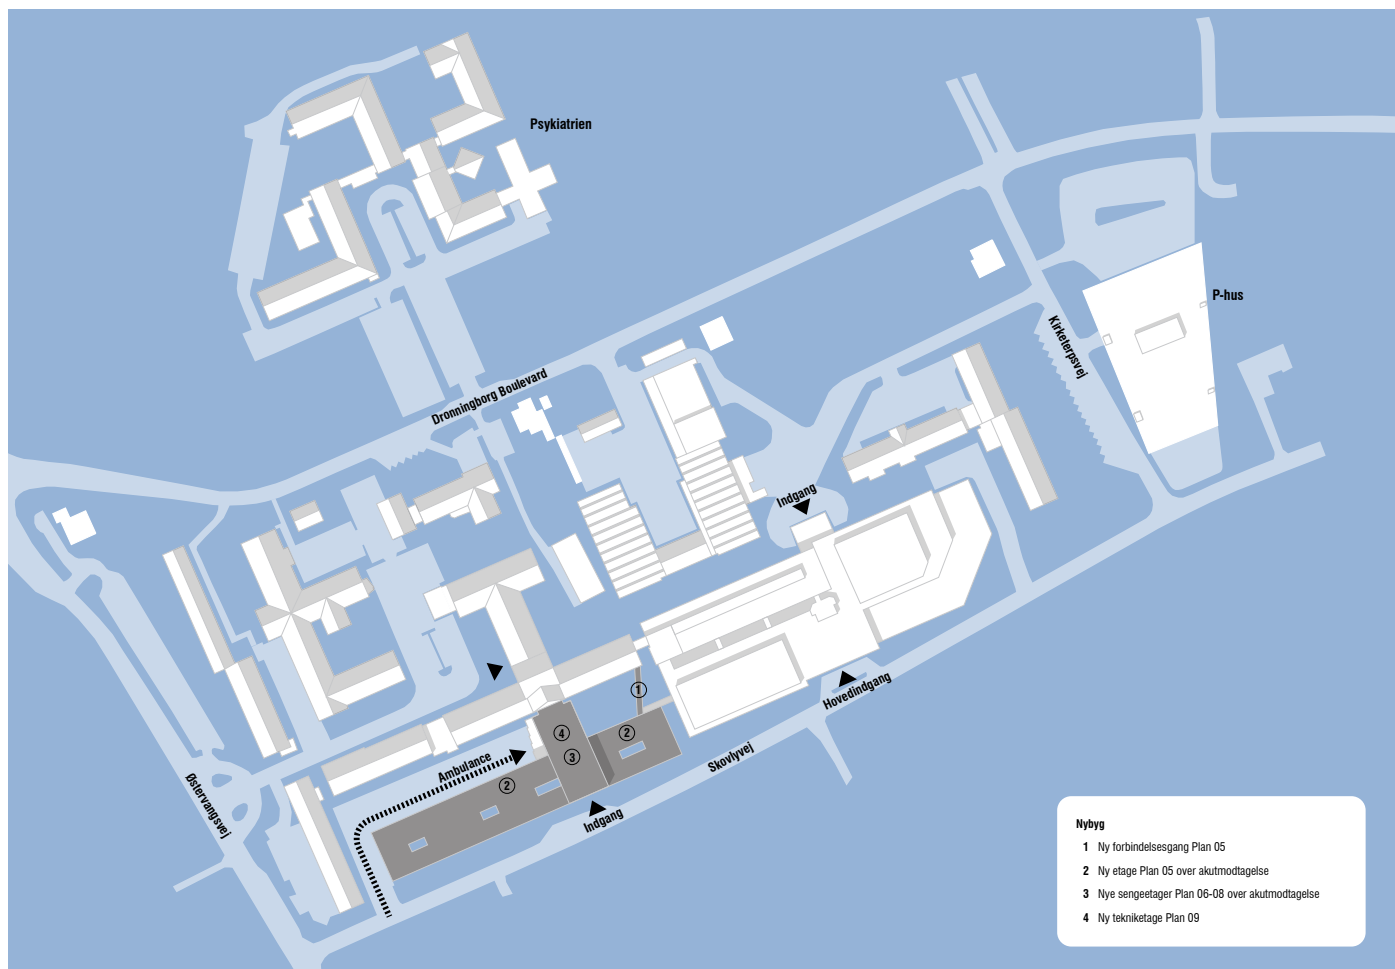 Psykiatrien
P-hus
Kirketerpsvej
Dronningborg Boulevard
Indgang
1
Hovedindgang
4
2
3
Ambulance
2
Skovlyvej
Østervangsvej
Indgang
Nybyg
1 Ny forbindelsesgang Plan 05
2 Ny etage Plan 05 over akutmodtagelse
3 Nye sengeetager Plan 06-08 over akutmodtagelse
4 Ny tekniketage Plan 09